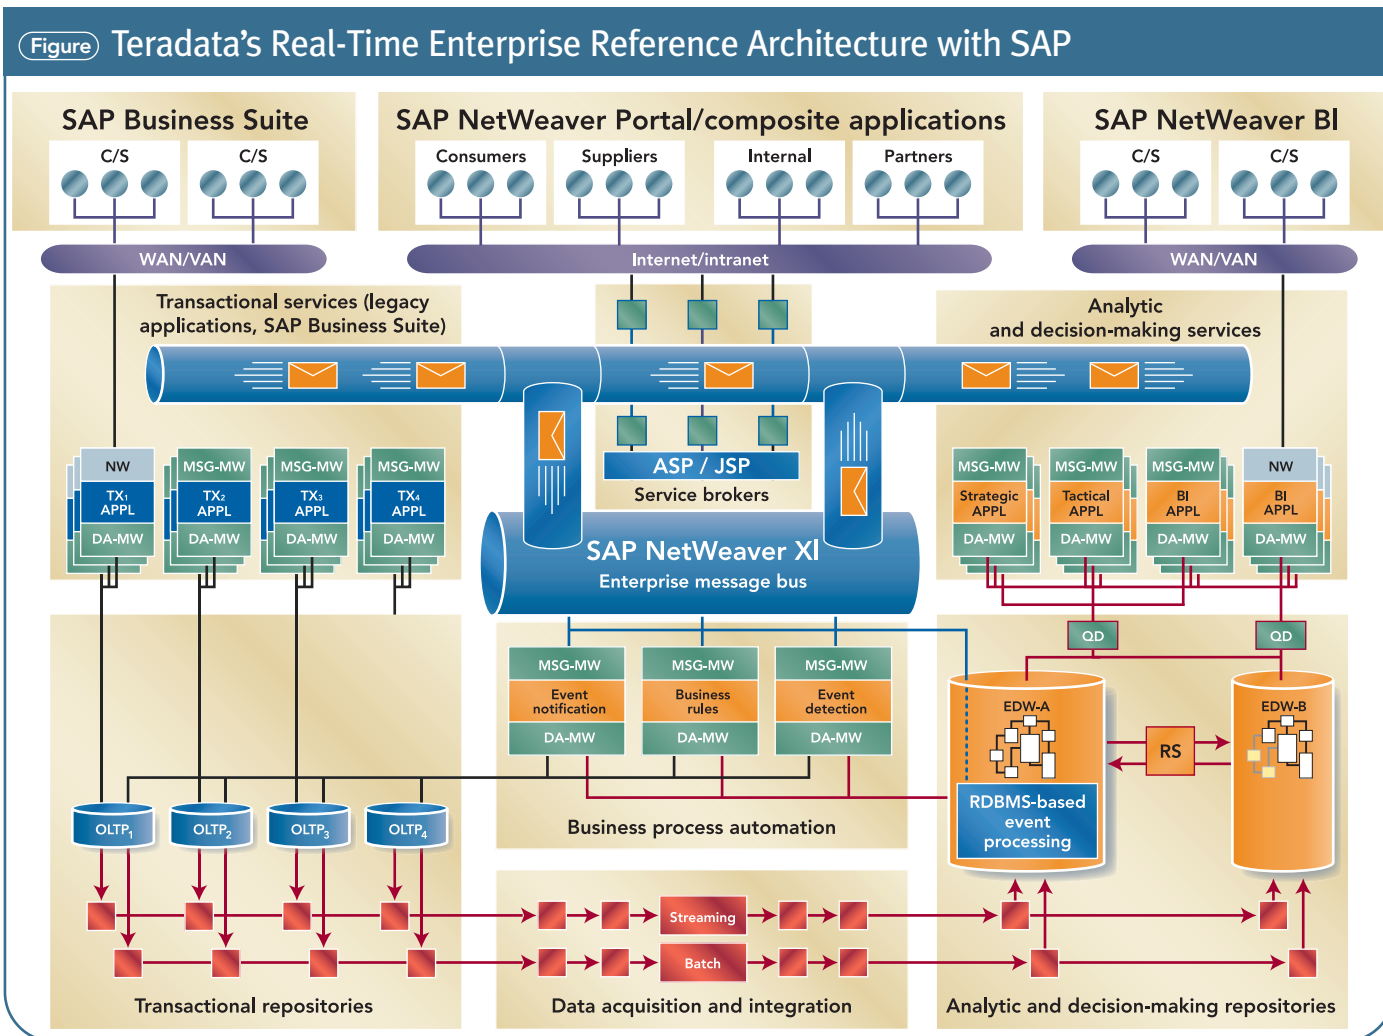 Figure Teradata's Real-Time Enterprise Reference Architecture with SAP
SAP Business Suite
C/S
C/S
WAN/VAN
SAP NetWeaver Portal/composite applications
Consumers
Suppliers
Internal
Partners
Internet/intranet
SAP NetWeaver BI
C/S
C/S
WAN/VAN
Transactional services (legacy
applications, SAP Business Suite)
Analytic
and decision-making services
NW
TX1
APPL
DA-MW
MSG-MW
TX2
APPL
DA-MW
MSG-MW
TX3
APPL
DA-MW
MSG-MW
TX4
APPL
DA-MW
ASP / JSP
Service brokers
SAP NetWeaver XI
Enterprise message bus
MSG-MW
Strategic
APPL
DA-MW
MSG-MW
Tactical
APPL
DA-MW
MSG-MW
BI
APPL
DA-MW
NW
BI
APPL
DA-MW
QD
QD
MSG-MW
Event
notification
DA-MW
MSG-MW
Business
rules
DA-MW
MSG-MW
Event
detection
DA-MW
Business process automation
EDW-A
RDBMS-based
event
processing
RS
EDW-B
OLTP1
OLTP2
OLTP3
OLTP4
Streaming
Batch
Transactional repositories
Data acquisition and integration
Analytic and decision-making repositories